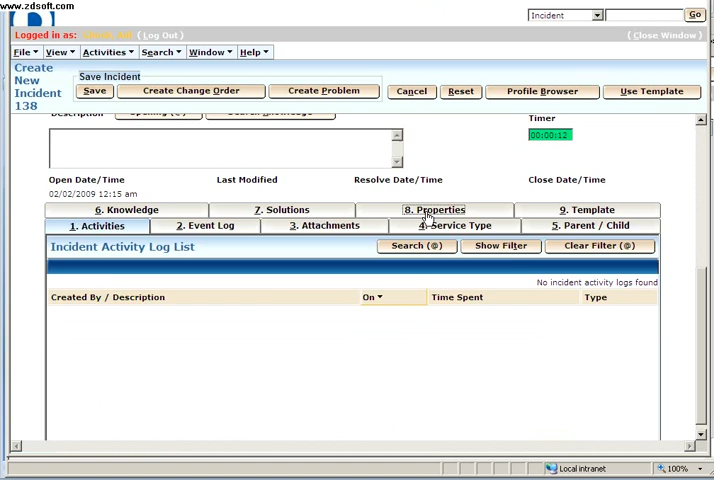 www.zdsoft.com
Incident Go
Logged in as: (Log Out) (Close Window)
File View Activities Search Window Help
Create New Incident 138
Save Incident
Save Create Change Order Create Problem Cancel Reset Profile Browser Use Template
Description
Timer
00:00:12
Open Date/Time Last Modified Resolve Date/Time Close Date/Time
02/02/2009 12:15 am
6. Knowledge 7. Solutions 8. Properties 9. Template
1. Activities 2. Event Log 3. Attachments 4. Service Type 5. Parent / Child
Incident Activity Log List Search (@) Show Filter Clear Filter (@)
No incident activity logs found
Created By / Description On Time Spent Type
Local intranet 100%